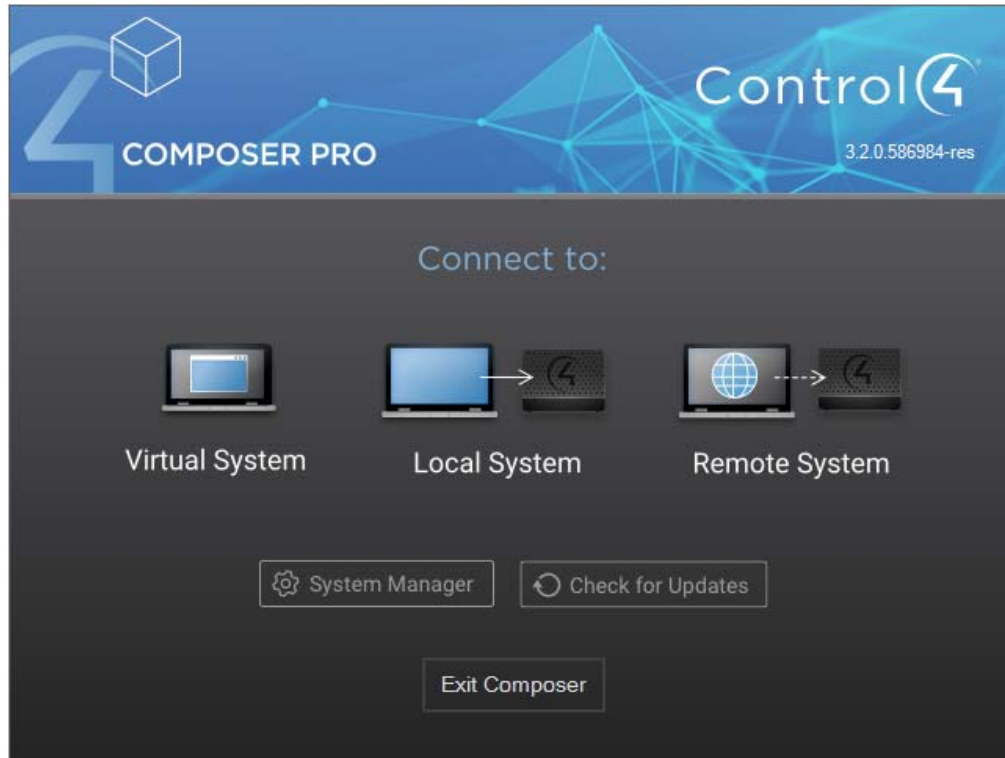 Control4
COMPOSER PRO
3.2.0.586984-res
Connect to:
Virtual System
Local System
Remote System
System Manager
Check for Updates
Exit Composer